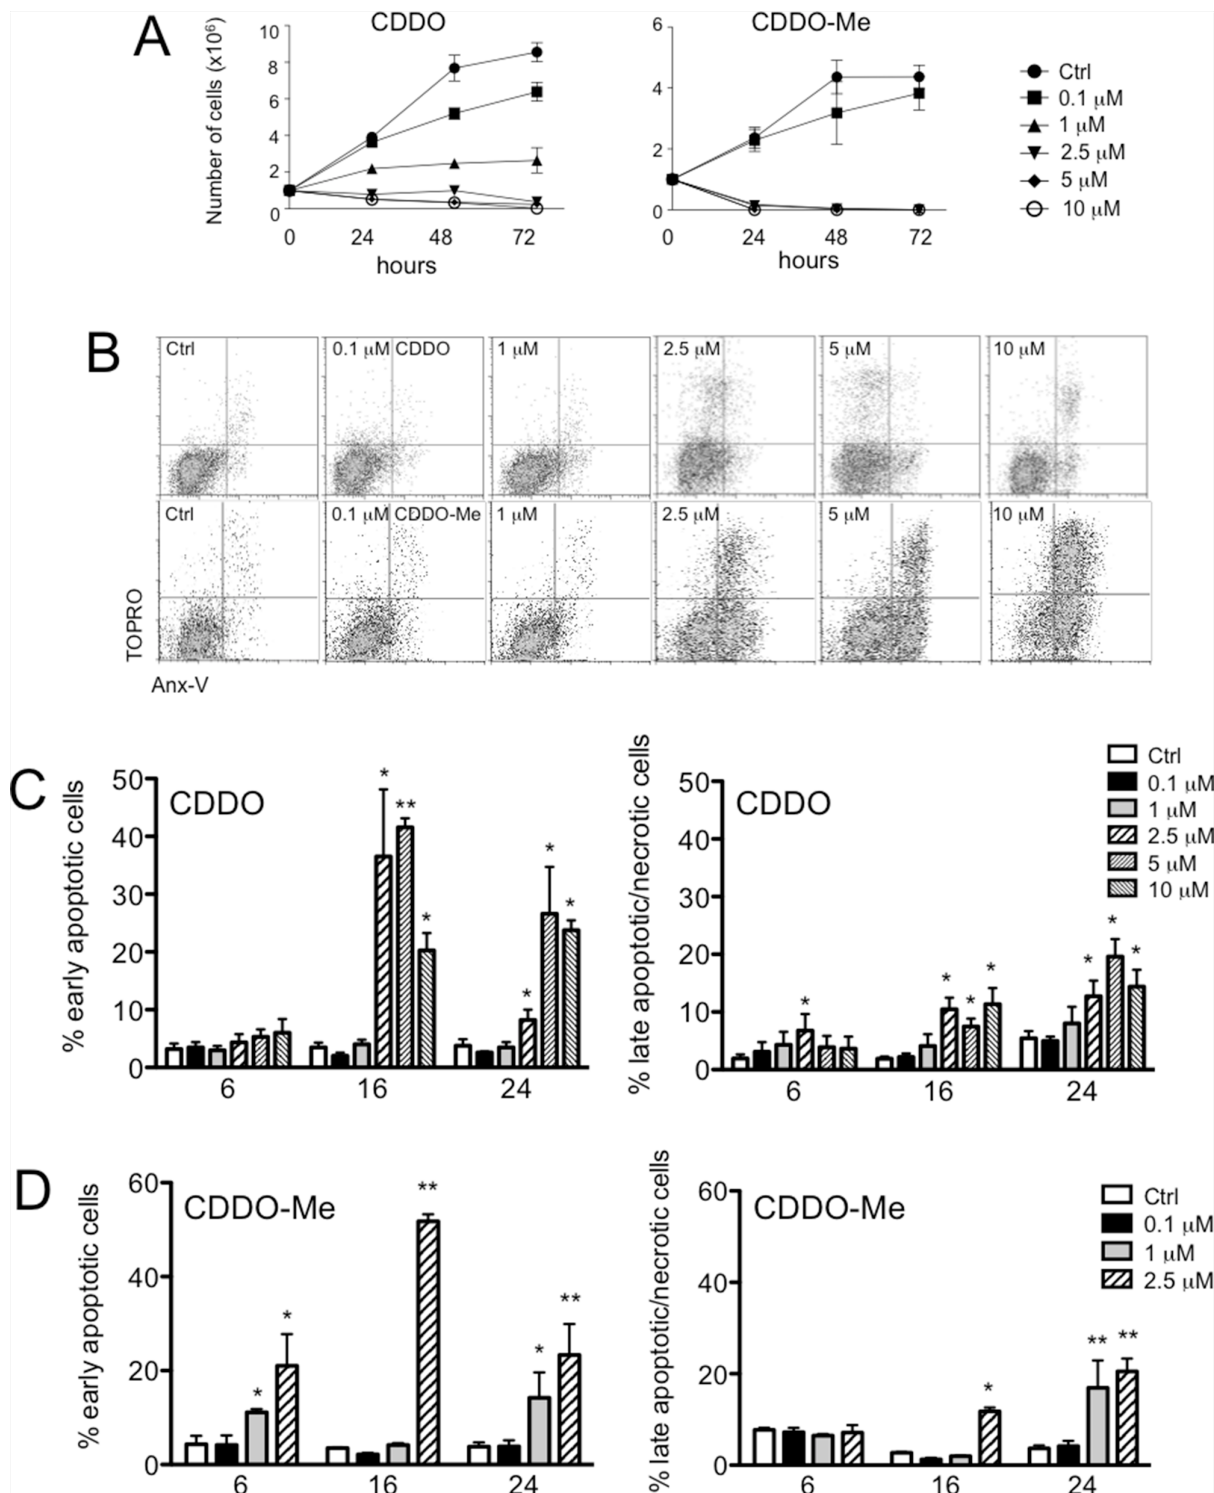 A
CDDO
CDDO-Me
Number of cells (x10⁶)
10
8
6
4
2
0
0 24 48 72
hours
6
4
2
0
0 24 48 72
hours
Ctrl
0.1 µM
1 µM
2.5 µM
5 µM
10 µM
B
Ctrl
0.1 µM CDDO
1 µM
2.5 µM
5 µM
10 µM
Ctrl
0.1 µM CDDO-Me
1 µM
2.5 µM
5 µM
10 µM
TOPRO
Anx-V
C
% early apoptotic cells
50
40
30
20
10
0
CDDO
* ** *
* * *
6 16 24
% late apoptotic/necrotic cells
50
40
30
20
10
0
CDDO
*
* * *
* * *
6 16 24
Ctrl
0.1 µM
1 µM
2.5 µM
5 µM
10 µM
D
% early apoptotic cells
60
40
20
0
CDDO-Me
* *
**
* **
6 16 24
% late apoptotic/necrotic cells
60
40
20
0
CDDO-Me
*
** **
6 16 24
Ctrl
0.1 µM
1 µM
2.5 µM